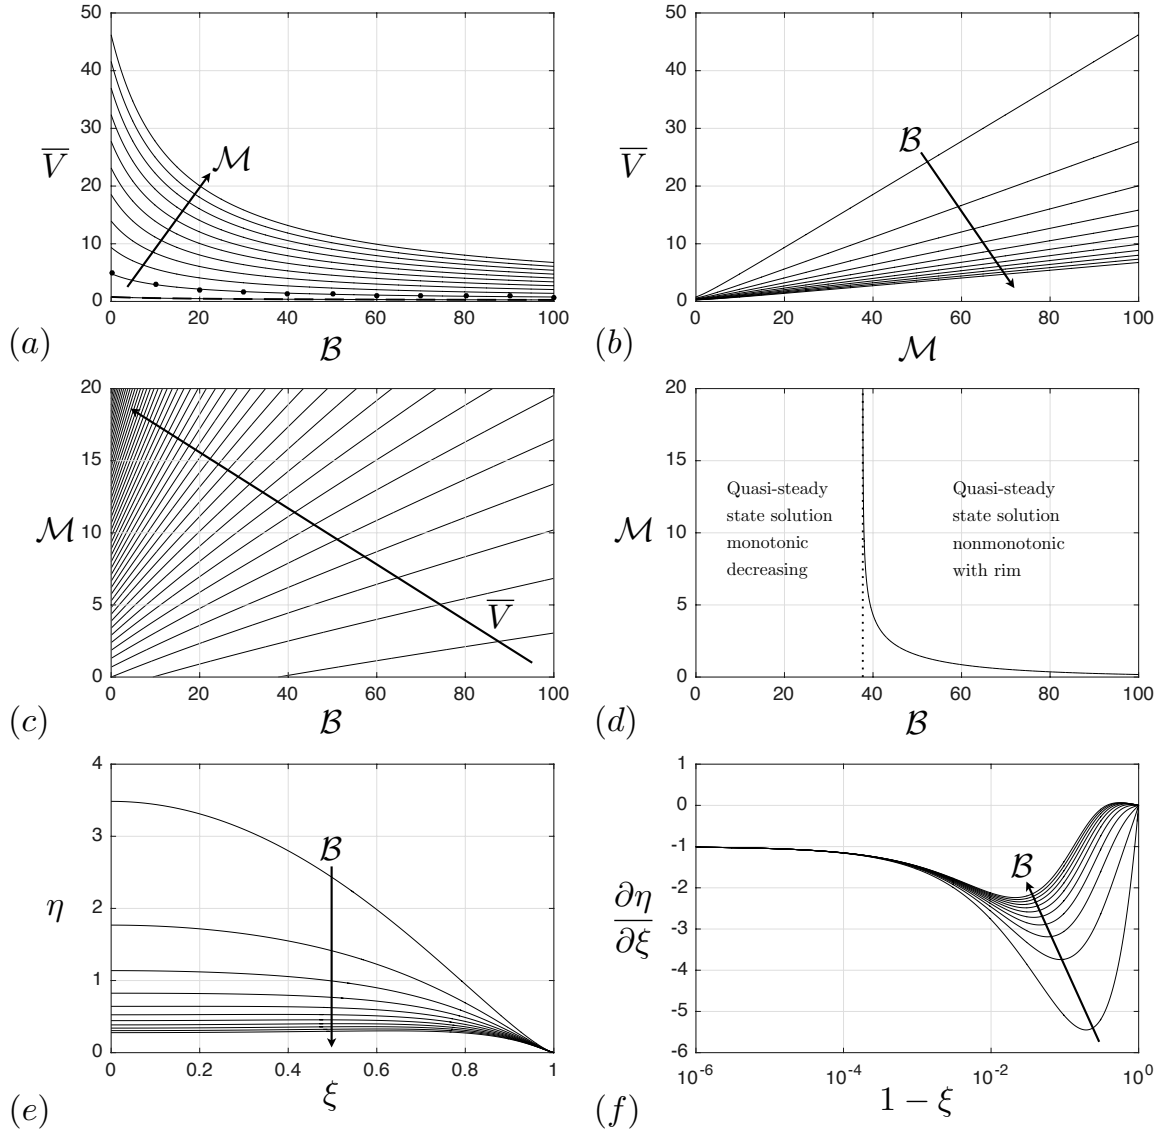 50
40
30
20
10
0
0 20 40 60 80 100
V̅
ℳ
ℬ
(a)
50
40
30
20
10
0
0 20 40 60 80 100
V̅
ℬ
ℳ
(b)
20
15
10
5
0
0 20 40 60 80 100
ℳ
V̅
ℬ
(c)
20
15
10
5
0
0 20 40 60 80 100
ℳ
Quasi-steady
state solution
monotonic
decreasing
Quasi-steady
state solution
nonmonotonic
with rim
ℬ
(d)
4
3
2
1
0
0 0.2 0.4 0.6 0.8 1
η
ℬ
ξ
(e)
1
0
-1
-2
-3
-4
-5
-6
10⁻⁶ 10⁻⁴ 10⁻² 10⁰
∂η
∂ξ
ℬ
1 − ξ
(f)